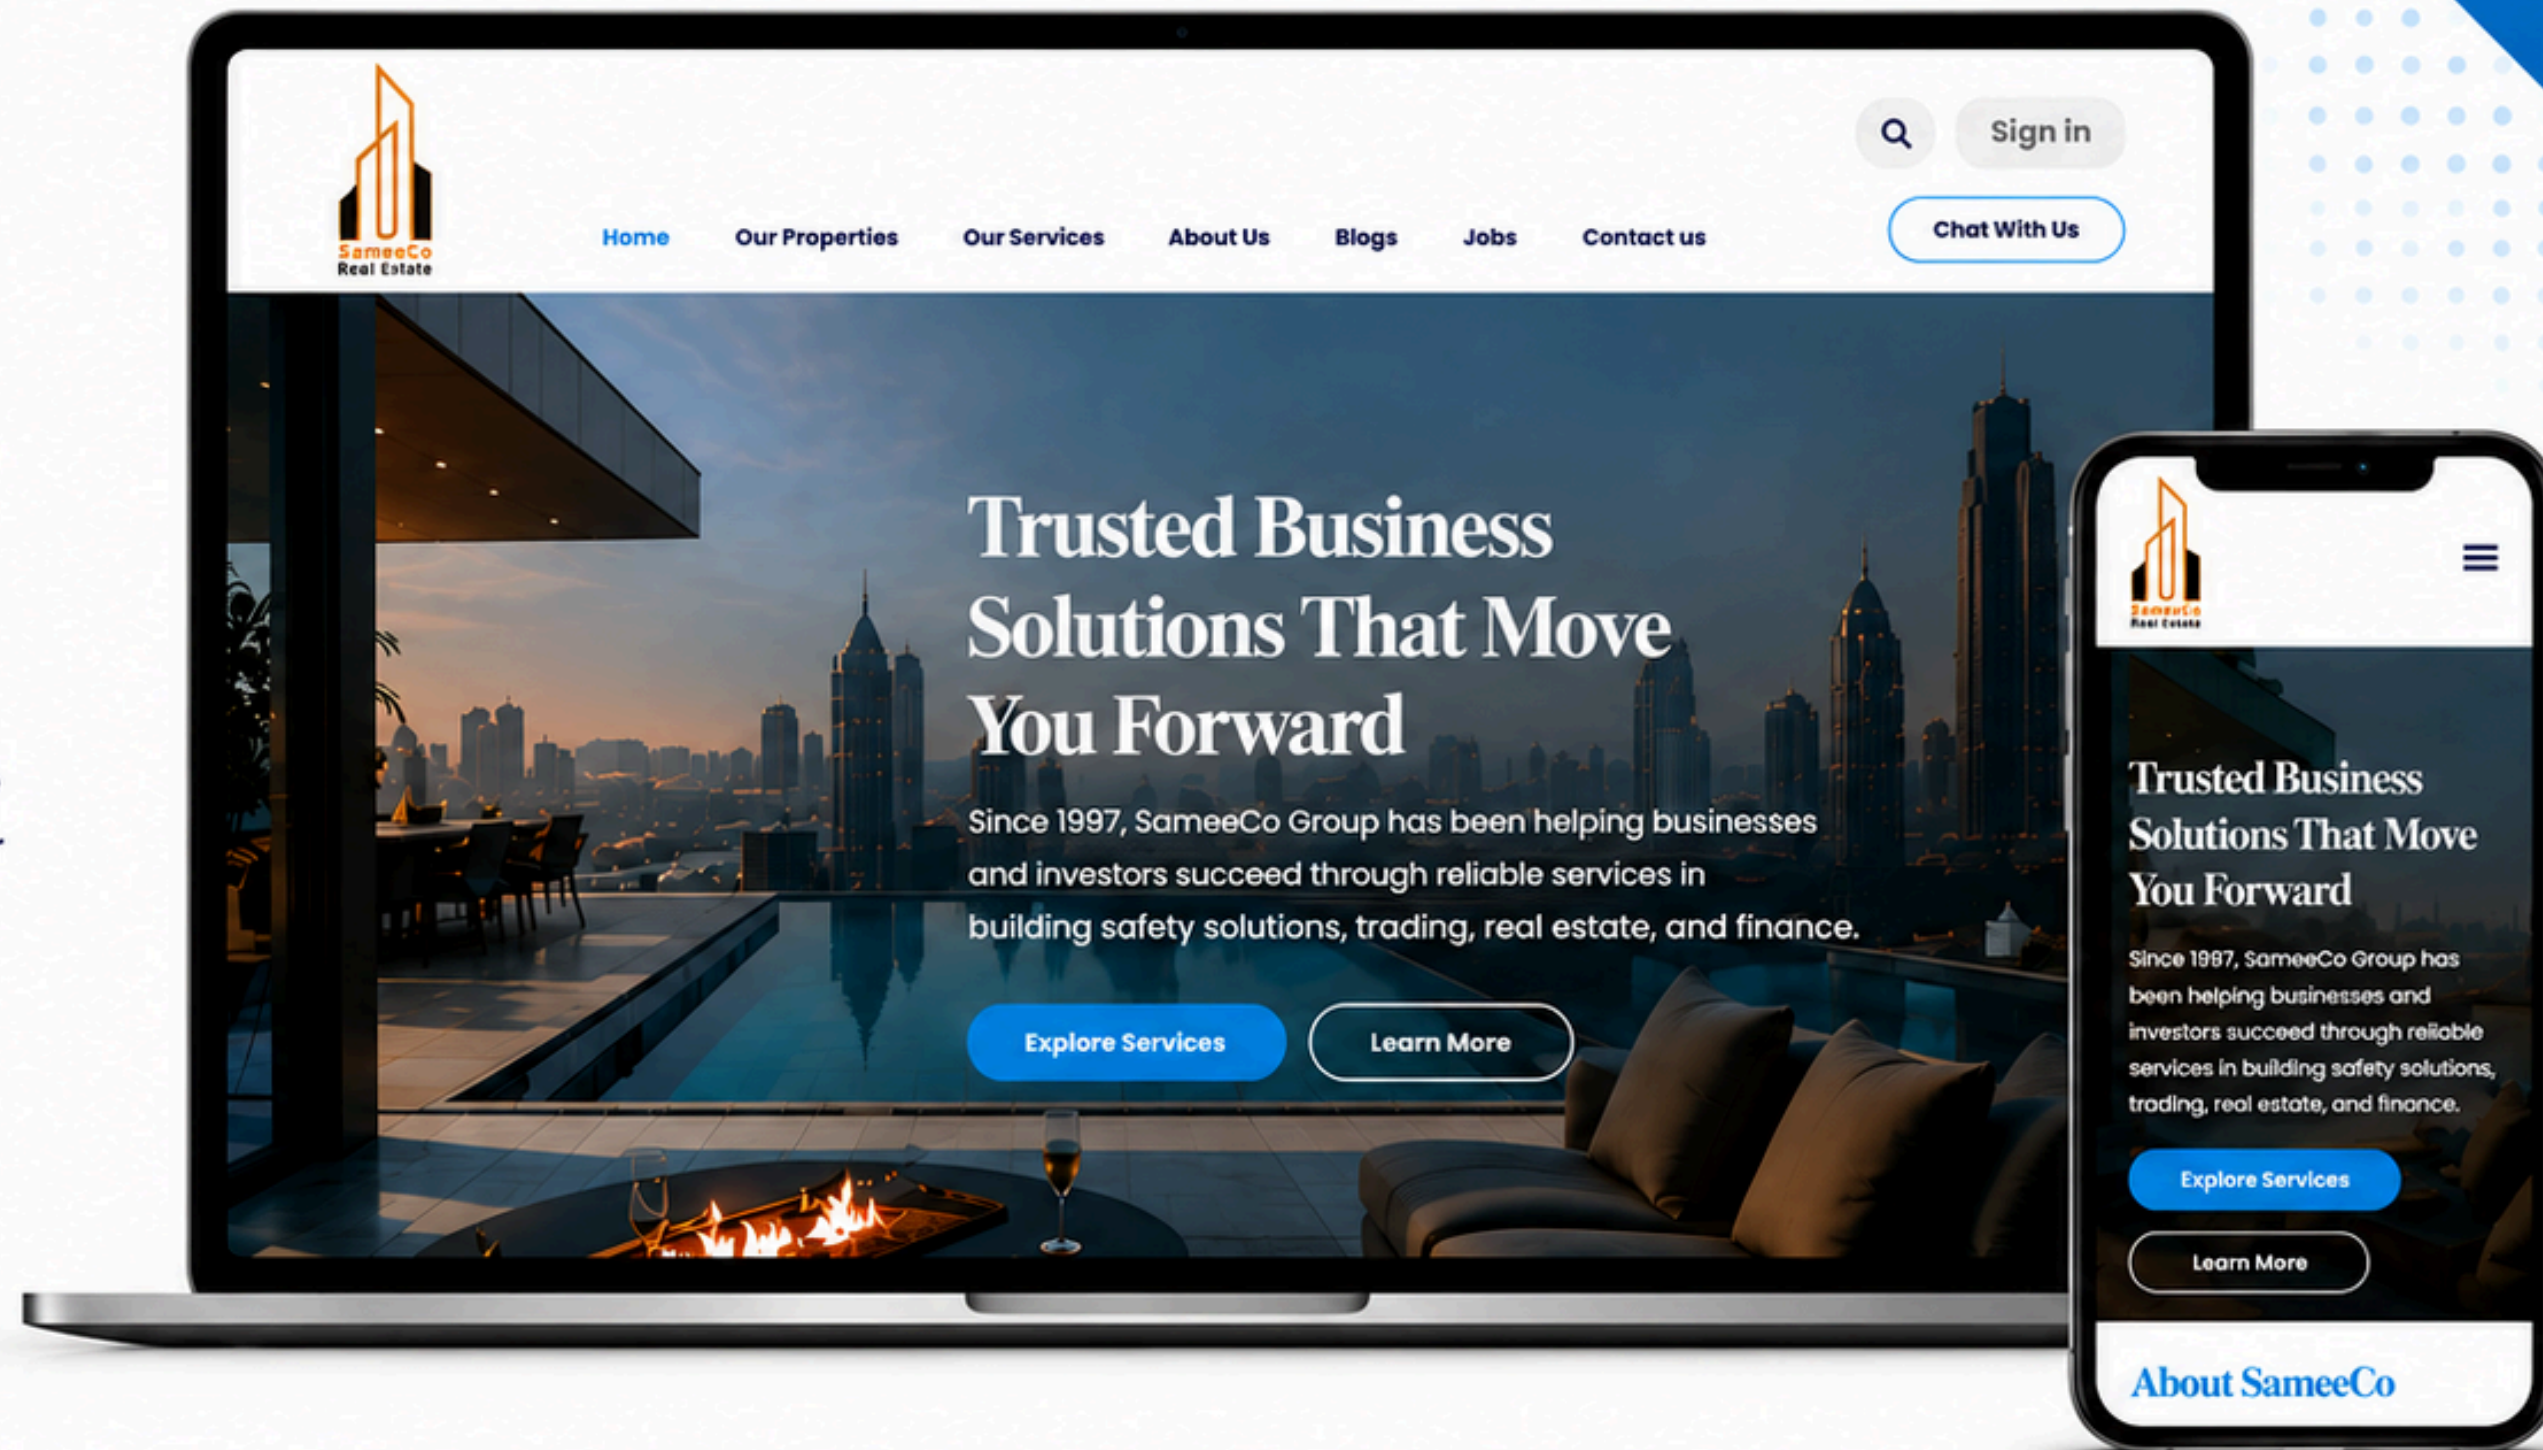 Sign in
SameeCo
Real Estate
Home Our Properties Our Services About Us Blogs Jobs Contact us
Chat With Us
Trusted Business
Solutions That Move
You Forward
Since 1997, SameeCo Group has been helping businesses
and investors succeed through reliable services in
building safety solutions, trading, real estate, and finance.
Explore Services Learn More
SameeCo
Real Estate
Trusted Business
Solutions That Move
You Forward
Since 1997, SameeCo Group has
been helping businesses and
investors succeed through reliable
services in building safety solutions,
trading, real estate, and finance.
Explore Services
Learn More
About SameeCo